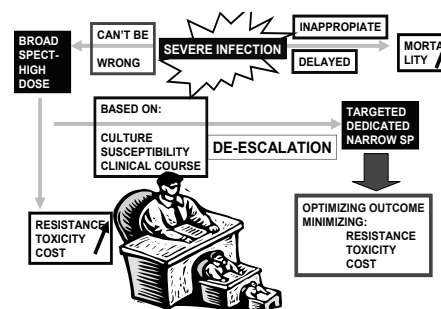 BROAD
SPECT-
HIGH
DOSE
CAN'T BE
WRONG
SEVERE INFECTION
INAPPROPIATE
DELAYED
MORTA
LITY
BASED ON:
CULTURE
SUSCEPTIBILITY
CLINICAL COURSE
DE-ESCALATION
TARGETED
DEDICATED
NARROW SP
RESISTANCE
TOXICITY
COST
OPTIMIZING OUTCOME
MINIMIZING:
RESISTANCE
TOXICITY
COST